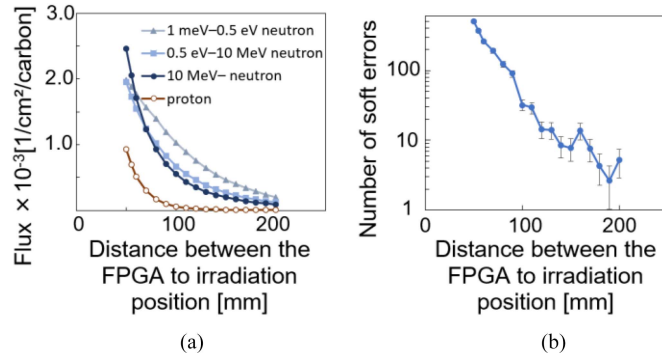 3.0
2.0
1.0
0
0
100
200
Flux ×10⁻³[1/cm²/carbon]
1 meV–0.5 eV neutron
0.5 eV–10 MeV neutron
10 MeV– neutron
proton
Distance between the
FPGA to irradiation
position [mm]
(a)
100
10
1
0
100
200
Number of soft errors
Distance between the
FPGA to irradiation
position [mm]
(b)